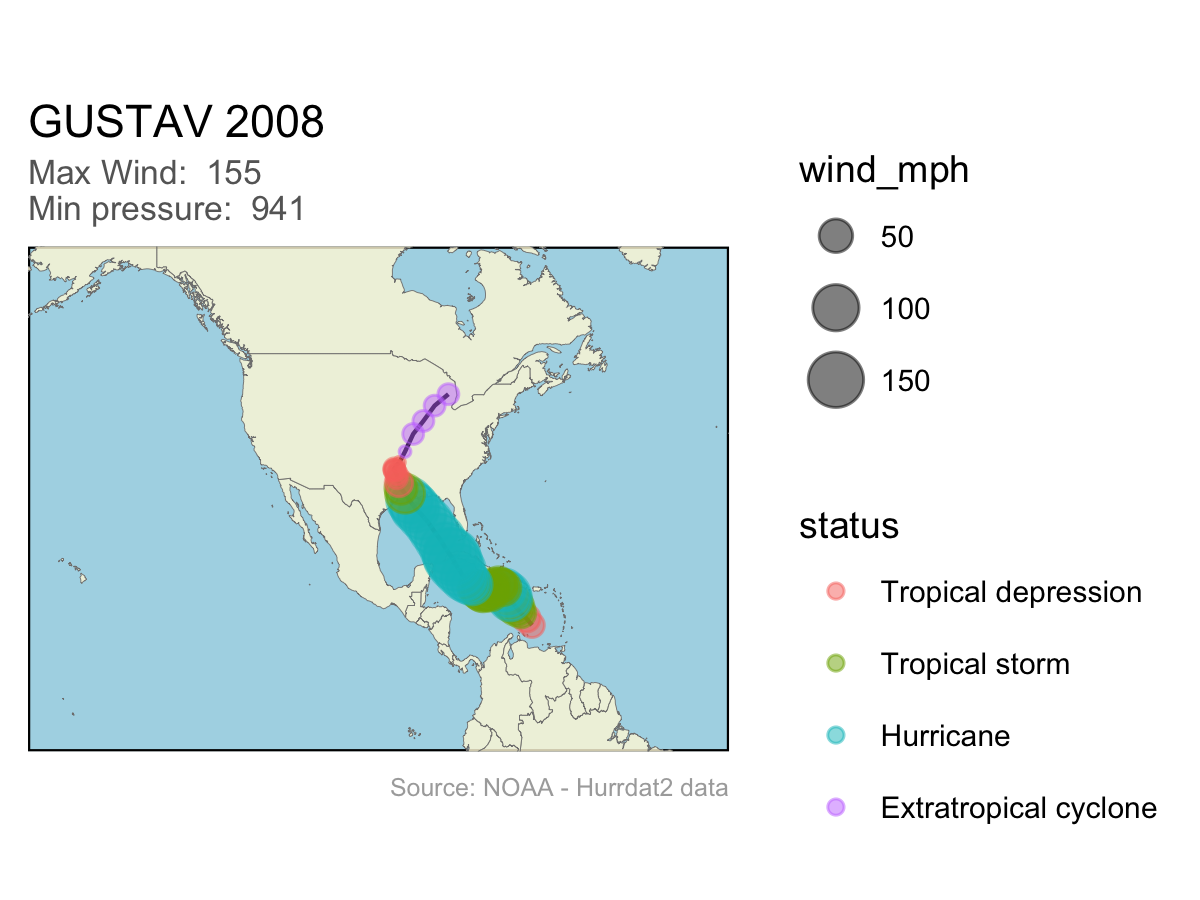 GUSTAV 2008
Max Wind:  155
Min pressure:  941
wind_mph
50
100
150
status
Tropical depression
Tropical storm
Hurricane
Extratropical cyclone
Source: NOAA - Hurrdat2 data